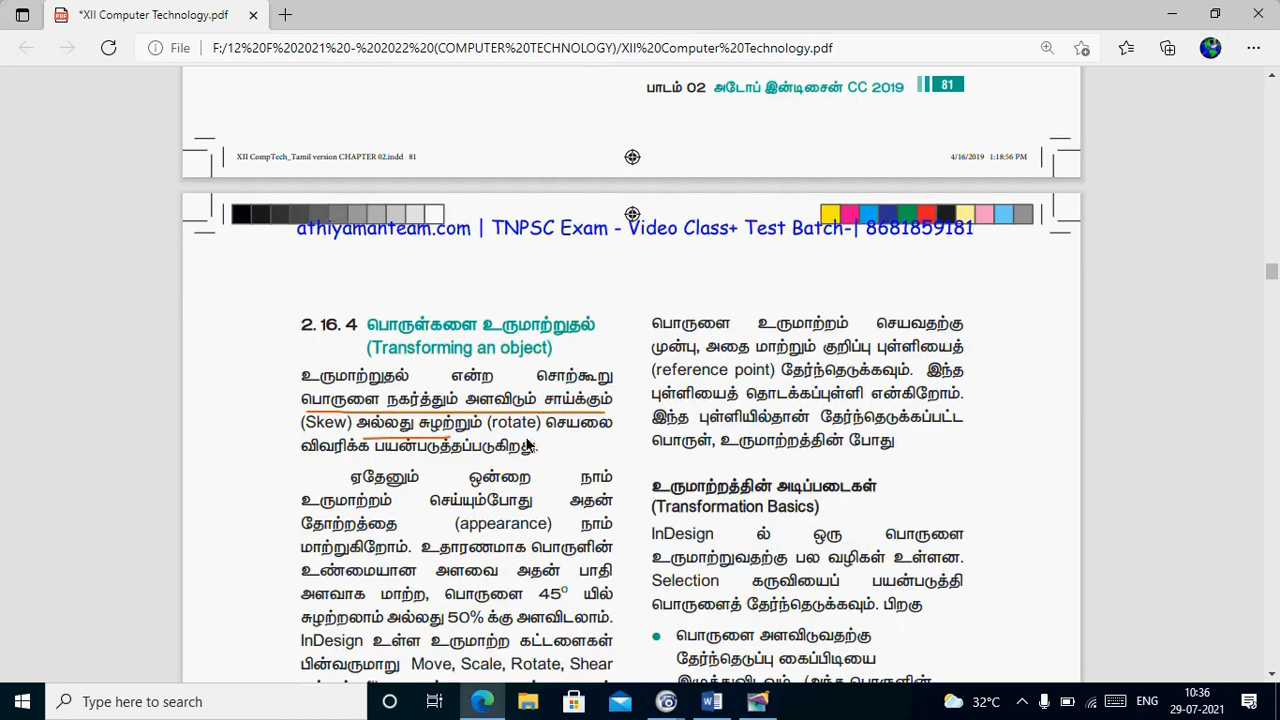 *XII Computer Technology.pdf
File
F:/12%20F%202021%20-%202022%20(COMPUTER%20TECHNOLOGY)/XII%20Computer%20Technology.pdf
பாடம் 02 அடோப் இன்டிசைன் CC 2019 81
XII CompTech_Tamil version CHAPTER 02.indd 81
4/16/2019 1:18:56 PM
athiyamanteam.com | TNPSC Exam - Video Class+ Test Batch-| 8681859181
2. 16. 4 பொருள்களை உருமாற்றுதல்
(Transforming an object)
உருமாற்றுதல் என்ற சொற்கூறு
பொருளை நகர்த்தும் அளவிடும் சாய்க்கும்
(Skew) அல்லது சுழற்றும் (rotate) செயலை
விவரிக்க பயன்படுத்தப்படுகிறது.
ஏதேனும் ஒன்றை நாம்
உருமாற்றம் செய்யும்போது அதன்
தோற்றத்தை (appearance) நாம்
மாற்றுகிறோம். உதாரணமாக பொருளின்
உண்மையான அளவை அதன் பாதி
அளவாக மாற்ற, பொருளை 45° யில்
சுழற்றலாம் அல்லது 50% க்கு அளவிடலாம்.
InDesign உள்ள உருமாற்ற கட்டளைகள்
பின்வருமாறு Move, Scale, Rotate, Shear
பொருளை உருமாற்றம் செயவதற்கு
முன்பு, அதை மாற்றும் குறிப்பு புள்ளியைத்
(reference point) தேர்ந்தெடுக்கவும். இந்த
புள்ளியைத் தொடக்கப்புள்ளி என்கிறோம்.
இந்த புள்ளியில்தான் தேர்ந்தெடுக்கப்பட்ட
பொருள், உருமாற்றத்தின் போது
உருமாற்றத்தின் அடிப்படைகள்
(Transformation Basics)
InDesign ல் ஒரு பொருளை
உருமாற்றுவதற்கு பல வழிகள் உள்ளன.
Selection கருவியைப் பயன்படுத்தி
பொருளைத் தேர்ந்தெடுக்கவும். பிறகு
பொருளை அளவிடுவதற்கு
தேர்ந்தெடுப்பு கைப்பிடியை
Type here to search
32°C
ENG
10:36
29-07-2021